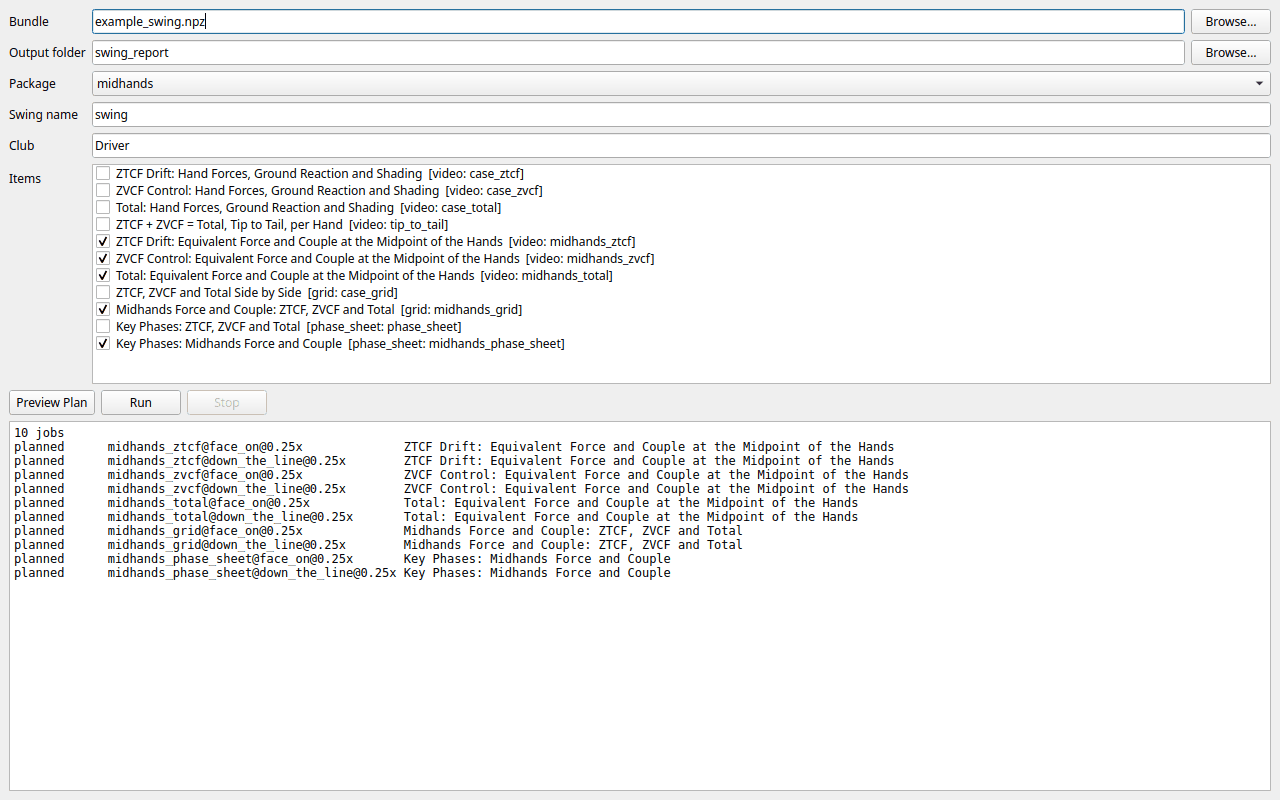 Bundle example_swing.npz Browse...
Output folder swing_report Browse...
Package midhands
Swing name swing
Club Driver
Items
ZTCF Drift: Hand Forces, Ground Reaction and Shading [video: case_ztcf]
ZVCF Control: Hand Forces, Ground Reaction and Shading [video: case_zvcf]
Total: Hand Forces, Ground Reaction and Shading [video: case_total]
ZTCF + ZVCF = Total, Tip to Tail, per Hand [video: tip_to_tail]
ZTCF Drift: Equivalent Force and Couple at the Midpoint of the Hands [video: midhands_ztcf]
ZVCF Control: Equivalent Force and Couple at the Midpoint of the Hands [video: midhands_zvcf]
Total: Equivalent Force and Couple at the Midpoint of the Hands [video: midhands_total]
ZTCF, ZVCF and Total Side by Side [grid: case_grid]
Midhands Force and Couple: ZTCF, ZVCF and Total [grid: midhands_grid]
Key Phases: ZTCF, ZVCF and Total [phase_sheet: phase_sheet]
Key Phases: Midhands Force and Couple [phase_sheet: midhands_phase_sheet]
Preview Plan Run Stop
10 jobs
planned midhands_ztcf@face_on@0.25x ZTCF Drift: Equivalent Force and Couple at the Midpoint of the Hands
planned midhands_ztcf@down_the_line@0.25x ZTCF Drift: Equivalent Force and Couple at the Midpoint of the Hands
planned midhands_zvcf@face_on@0.25x ZVCF Control: Equivalent Force and Couple at the Midpoint of the Hands
planned midhands_zvcf@down_the_line@0.25x ZVCF Control: Equivalent Force and Couple at the Midpoint of the Hands
planned midhands_total@face_on@0.25x Total: Equivalent Force and Couple at the Midpoint of the Hands
planned midhands_total@down_the_line@0.25x Total: Equivalent Force and Couple at the Midpoint of the Hands
planned midhands_grid@face_on@0.25x Midhands Force and Couple: ZTCF, ZVCF and Total
planned midhands_grid@down_the_line@0.25x Midhands Force and Couple: ZTCF, ZVCF and Total
planned midhands_phase_sheet@face_on@0.25x Key Phases: Midhands Force and Couple
planned midhands_phase_sheet@down_the_line@0.25x Key Phases: Midhands Force and Couple